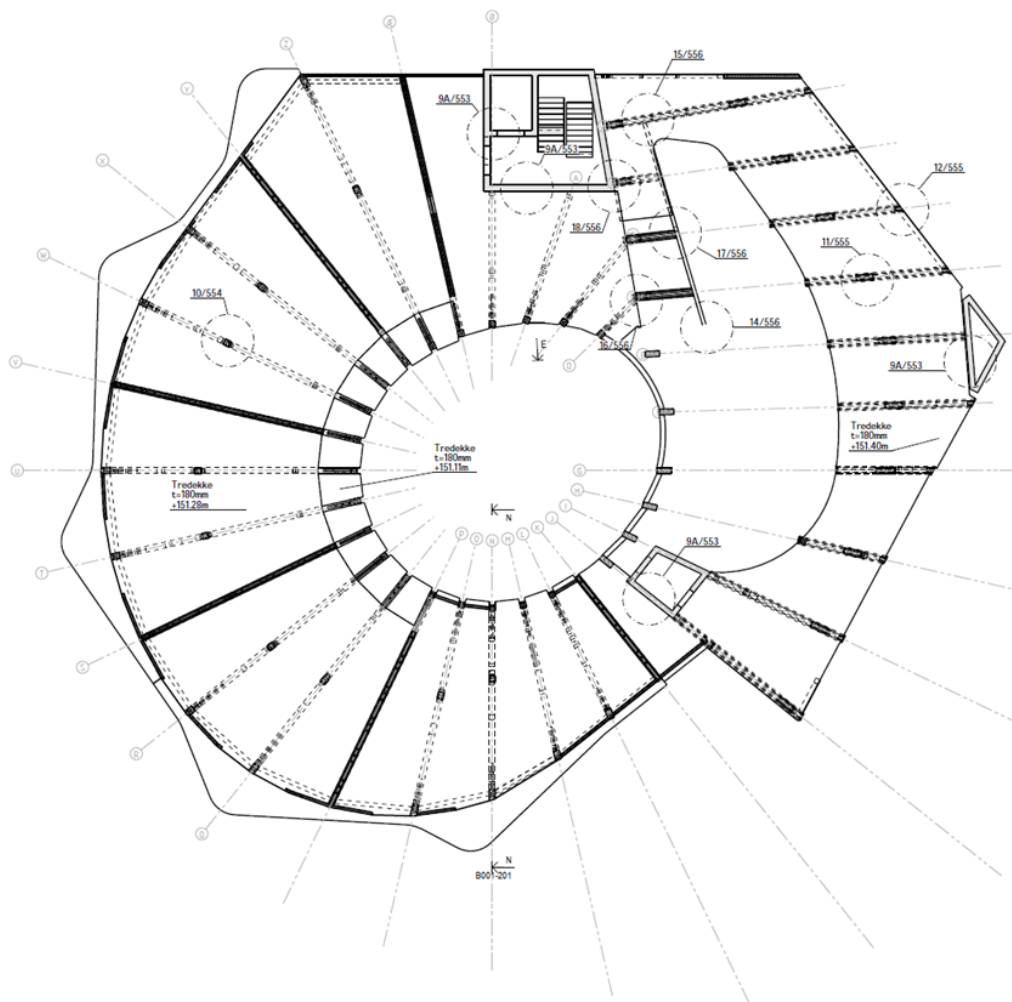 Ø
Æ
Z
15/556
Y
9A/553
9A/553
X
A
12/555
18/556
W
17/556
11/555
10/554
14/556
E
16/556
V
D
9A/553
Tredekke
t=180mm
+151.40m
Tredekke
t=180mm
+151.11m
U
G
Tredekke
t=180mm
+151.28m
H
N
I
J
K
L
M
N
O
P
9A/553
T
S
R
Q
N
B001-201